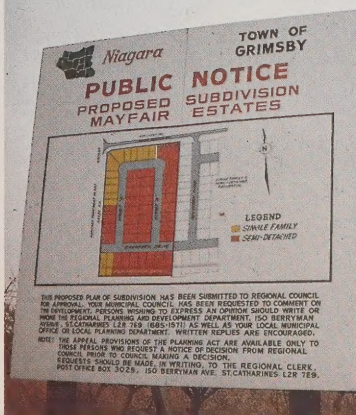 Niagara
TOWN OF
GRIMSBY
PUBLIC NOTICE
PROPOSED SUBDIVISION
MAYFAIR ESTATES
N
LEGEND
SINGLE FAMILY
SEMI-DETACHED
DRIVE
THIS PROPOSED PLAN OF SUBDIVISION HAS BEEN SUBMITTED TO REGIONAL COUNCIL
FOR APPROVAL. YOUR MUNICIPAL COUNCIL HAS BEEN REQUESTED TO COMMENT ON
THE DEVELOPMENT. PERSONS WISHING TO EXPRESS AN OPINION SHOULD WRITE OR
PHONE THE REGIONAL PLANNING AND DEVELOPMENT DEPARTMENT, 150 BERRYMAN
AVENUE, ST.CATHARINES L2R 7E9 (685-1571) AS WELL AS YOUR LOCAL MUNICIPAL
OFFICE OR LOCAL PLANNING DEPARTMENT. WRITTEN REPLIES ARE ENCOURAGED.
NOTE: THE APPEAL PROVISIONS OF THE PLANNING ACT ARE AVAILABLE ONLY TO
THOSE PERSONS WHO REQUEST A NOTICE OF DECISION FROM REGIONAL
COUNCIL PRIOR TO COUNCIL MAKING A DECISION.
REQUESTS SHOULD BE MADE, IN WRITING, TO THE REGIONAL CLERK,
POST OFFICE BOX 3025, 150 BERRYMAN AVE. ST.CATHARINES L2R 7E9.